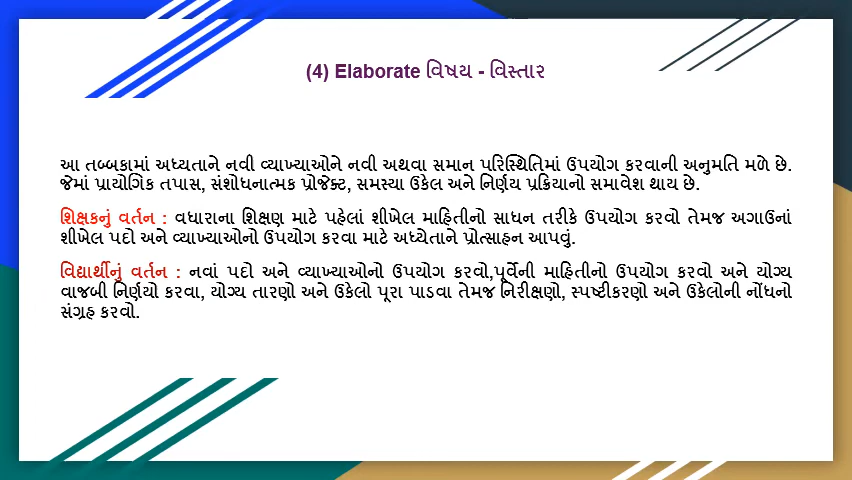 (4) Elaborate વિષય - વિસ્તાર
આ તબ્બકામાં અધ્યતાને નવી વ્યાખ્યાઓને નવી અથવા સમાન પરિસ્થિતિમાં ઉપયોગ કરવાની અનુમતિ મળે છે.
જેમાં પ્રાયોગિક તપાસ, સંશોધનાત્મક પ્રોજેક્ટ, સમસ્યા ઉકેલ અને નિર્ણય પ્રક્રિયાનો સમાવેશ થાય છે.
શિક્ષકનું વર્તન : વધારાના શિક્ષણ માટે પહેલાં શીખેલ માહિતીનો સાધન તરીકે ઉપયોગ કરવો તેમજ અગાઉનાં
શીખેલ પદો અને વ્યાખ્યાઓનો ઉપયોગ કરવા માટે અધ્યેતાને પ્રોત્સાહન આપવું.
વિદ્યાર્થીનું વર્તન : નવાં પદો અને વ્યાખ્યાઓનો ઉપયોગ કરવો,પૂર્વેની માહિતીનો ઉપયોગ કરવો અને યોગ્ય
વાજબી નિર્ણયો કરવા, યોગ્ય તારણો અને ઉકેલો પૂરા પાડવા તેમજ નિરીક્ષણો, સ્પષ્ટીકરણો અને ઉકેલોની નોંધનો
સંગ્રહ કરવો.